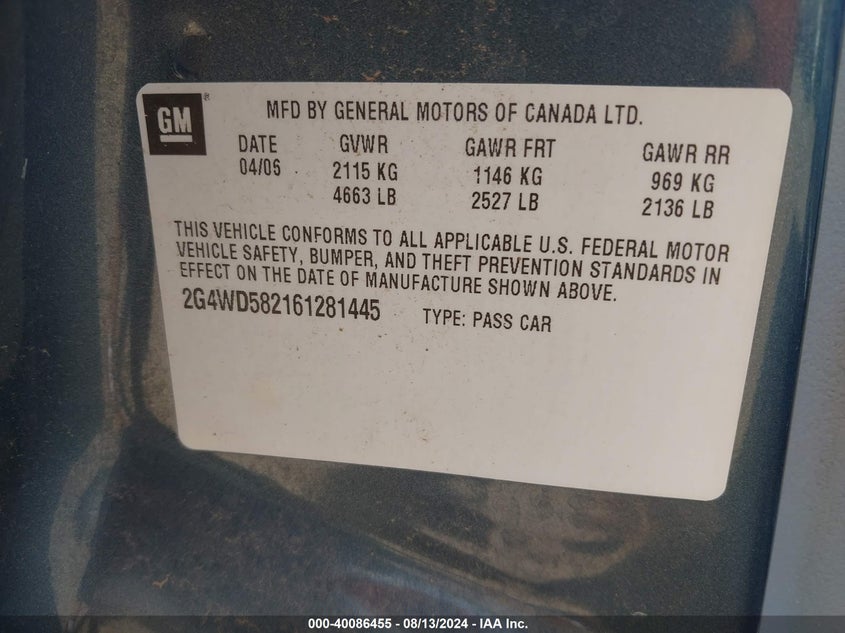 GM®
MFD BY GENERAL MOTORS OF CANADA LTD.
DATE GVWR GAWR FRT GAWR RR
04/06 2115 KG 1146 KG 969 KG
4663 LB 2527 LB 2136 LB
THIS VEHICLE CONFORMS TO ALL APPLICABLE U.S. FEDERAL MOTOR
VEHICLE SAFETY, BUMPER, AND THEFT PREVENTION STANDARDS IN
EFFECT ON THE DATE OF MANUFACTURE SHOWN ABOVE.
2G4WD582161281445 TYPE: PASS CAR
000-40086455 - 08/13/2024 - IAA Inc.